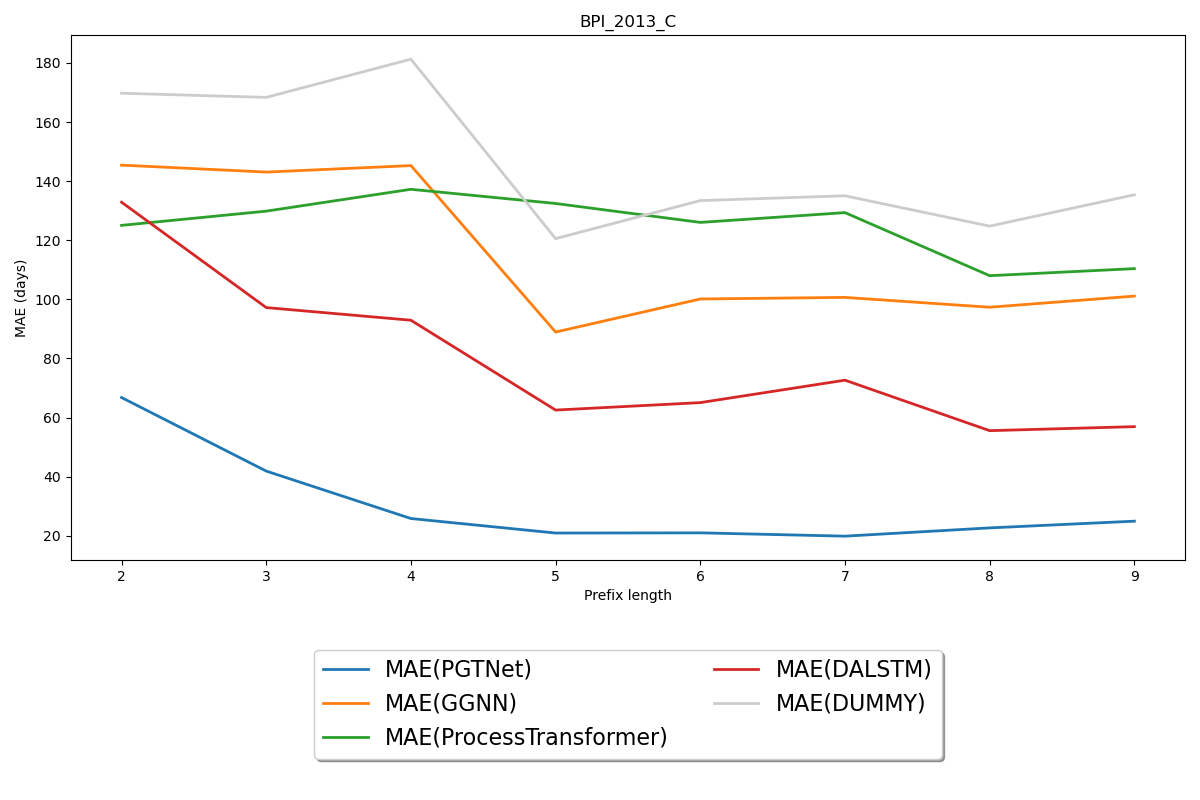 BPI_2013_C
MAE (days)
180
160
140
120
100
80
60
40
20
2 3 4 5 6 7 8 9
Prefix length
MAE(PGTNet)
MAE(GGNN)
MAE(ProcessTransformer)
MAE(DALSTM)
MAE(DUMMY)